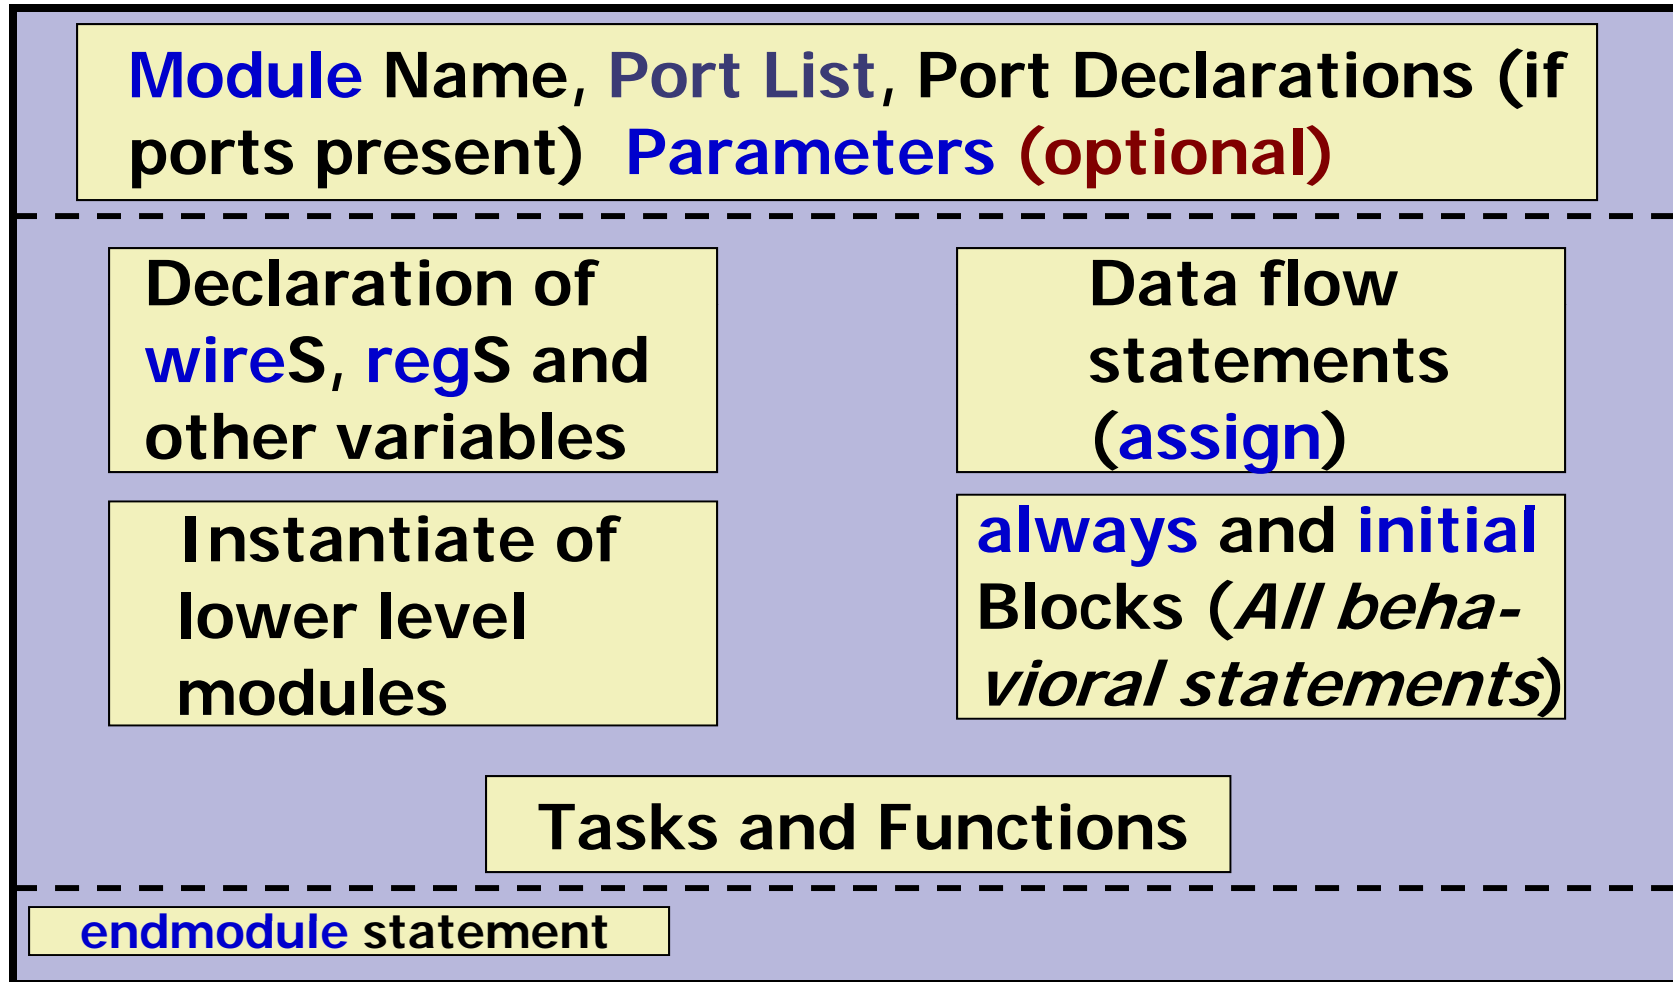 Module Name, Port List, Port Declarations (if
ports present) Parameters (optional)
Declaration of
wireS, regS and
other variables
Data flow
statements
(assign)
Instantiate of
lower level
modules
always and initial
Blocks (All beha-
vioral statements)
Tasks and Functions
endmodule statement